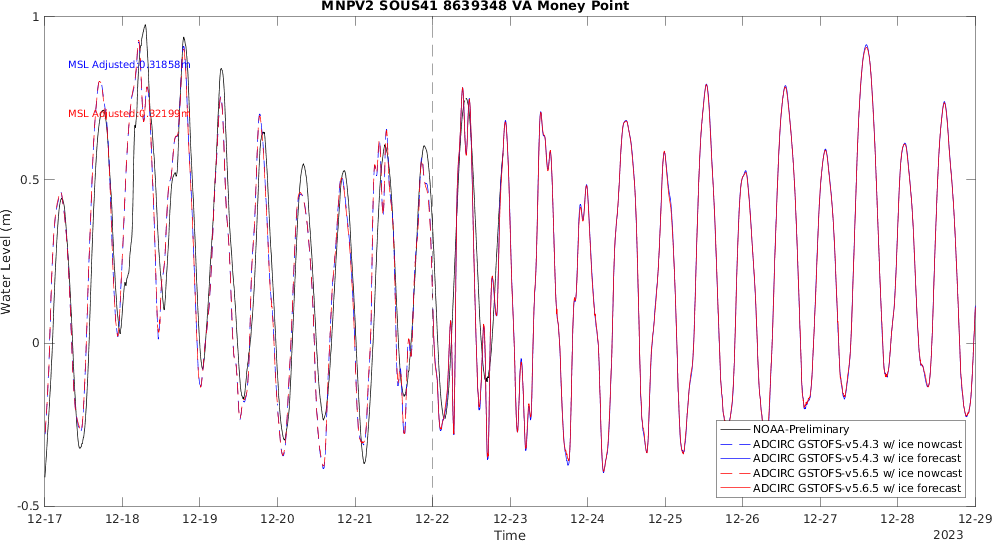 MNPV2 SOUS41 8639348 VA Money Point
1
0.5
0
-0.5
Water Level (m)
MSL Adjusted:0.31858m
MSL Adjusted:0.32199m
NOAA-Preliminary
ADCIRC GSTOFS-v5.4.3 w/ ice nowcast
ADCIRC GSTOFS-v5.4.3 w/ ice forecast
ADCIRC GSTOFS-v5.6.5 w/ ice nowcast
ADCIRC GSTOFS-v5.6.5 w/ ice forecast
12-17 12-18 12-19 12-20 12-21 12-22 12-23 12-24 12-25 12-26 12-27 12-28 12-29
Time
2023